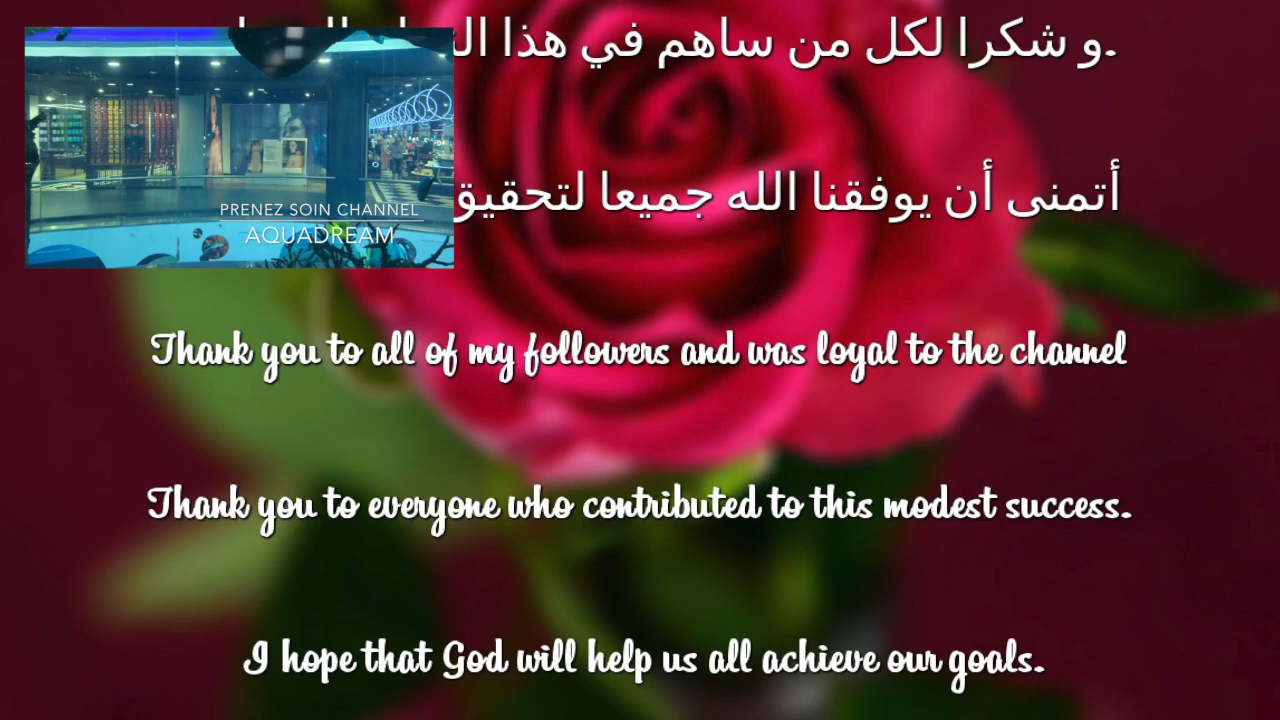 و شكرا لكل من ساهم في هذا.
أتمنى أن يوفقنا الله جميعا لتحقيق
PRENEZ SOIN CHANNEL
AQUADREAM
Thank you to all of my followers and was loyal to the channel
Thank you to everyone who contributed to this modest success.
I hope that God will help us all achieve our goals.